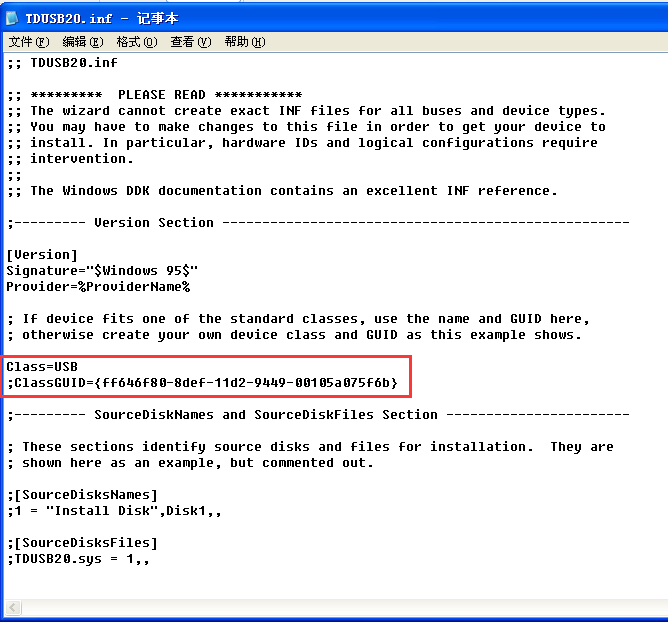 TDUSB20.inf - 记事本
文件(F) 编辑(E) 格式(O) 查看(V) 帮助(H)
;; TDUSB20.inf
;; *********  PLEASE READ ***********
;; The wizard cannot create exact INF files for all buses and device types.
;; You may have to make changes to this file in order to get your device to
;; install. In particular, hardware IDs and logical configurations require
;; intervention.
;;
;; The Windows DDK documentation contains an excellent INF reference.
;--------- Version Section ---------------------------------------------------
[Version]
Signature="$Windows 95$"
Provider=%ProviderName%
; If device fits one of the standard classes, use the name and GUID here,
; otherwise create your own device class and GUID as this example shows.
Class=USB
;ClassGUID={ff646f80-8def-11d2-9449-00105a075f6b}
;--------- SourceDiskNames and SourceDiskFiles Section -----------------------
; These sections identify source disks and files for installation.  They are
; shown here as an example, but commented out.
;[SourceDisksNames]
;1 = "Install Disk",Disk1,,
;[SourceDisksFiles]
;TDUSB20.sys = 1,,